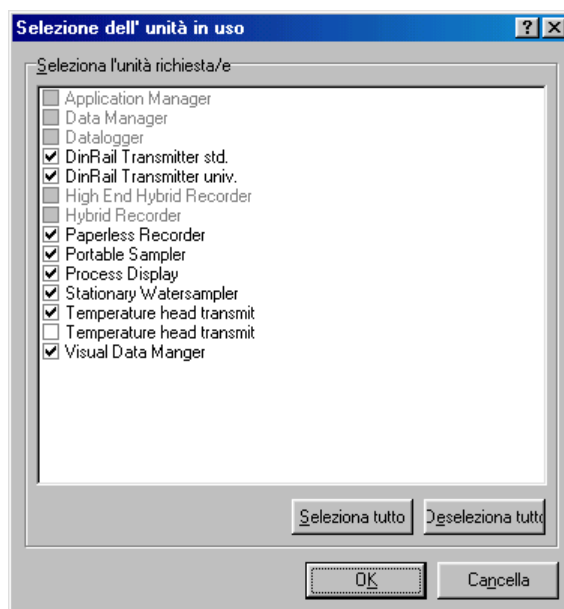 Selezione dell' unità in uso
Seleziona l'unità richiesta/e
Application Manager
Data Manager
Datalogger
DinRail Transmitter std.
DinRail Transmitter univ.
High End Hybrid Recorder
Hybrid Recorder
Paperless Recorder
Portable Sampler
Process Display
Stationary Watersampler
Temperature head transmit
Temperature head transmit
Visual Data Manger
Seleziona tutto Deseleziona tutto
OK Cancella